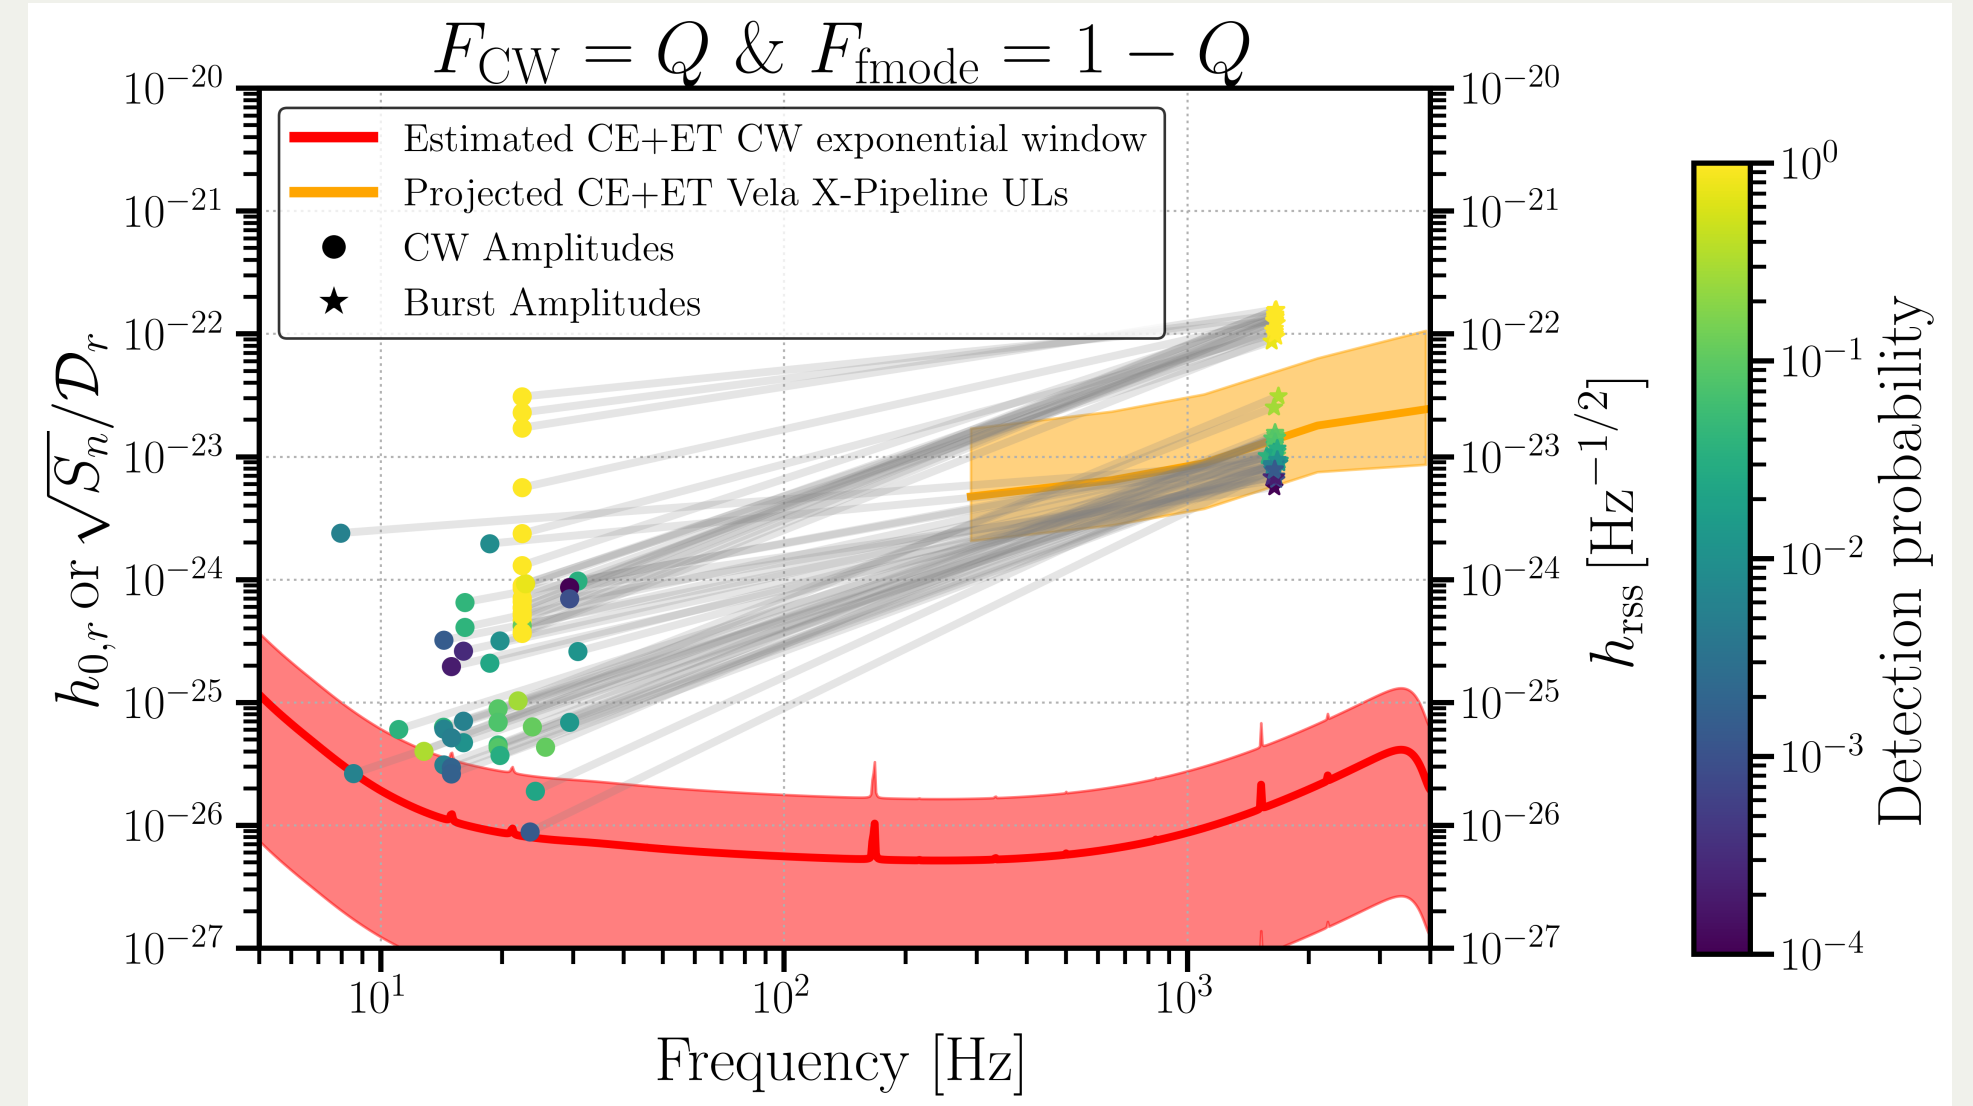 F_CW = Q & F_fmode = 1 − Q
Estimated CE+ET CW exponential window
Projected CE+ET Vela X-Pipeline ULs
CW Amplitudes
Burst Amplitudes
h_{0,r} or √S_n/𝒟_r
10^{−20}
10^{−21}
10^{−22}
10^{−23}
10^{−24}
10^{−25}
10^{−26}
10^{−27}
10^1
10^2
10^3
Frequency [Hz]
10^{−20}
10^{−21}
10^{−22}
10^{−23}
10^{−24}
10^{−25}
10^{−26}
10^{−27}
h_rss [Hz^{−1/2}]
10^0
10^{−1}
10^{−2}
10^{−3}
10^{−4}
Detection probability